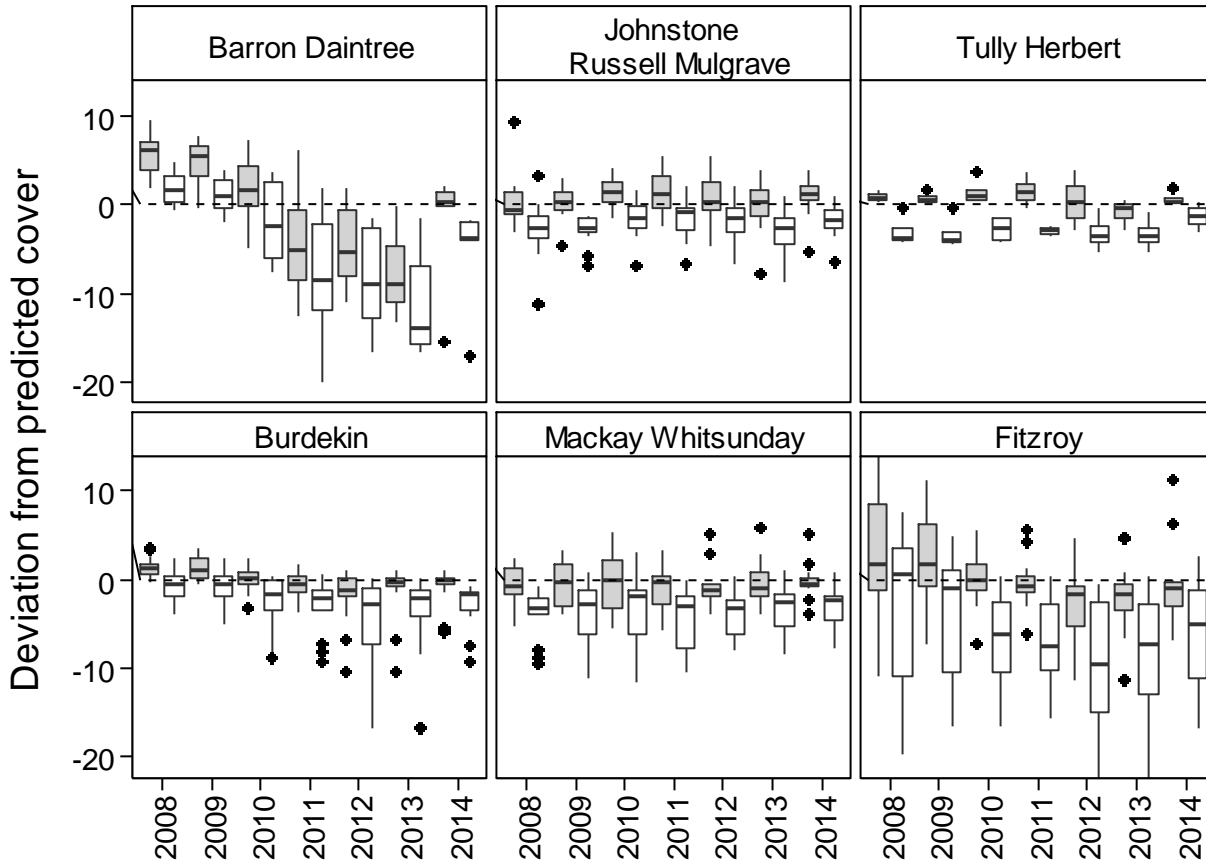 Deviation from predicted cover
Barron Daintree
Johnstone
Russell Mulgrave
Tully Herbert
10
0
-10
-20
Burdekin
Mackay Whitsunday
Fitzroy
10
0
-10
-20
2008 2009 2010 2011 2012 2013 2014
2008 2009 2010 2011 2012 2013 2014
2008 2009 2010 2011 2012 2013 2014